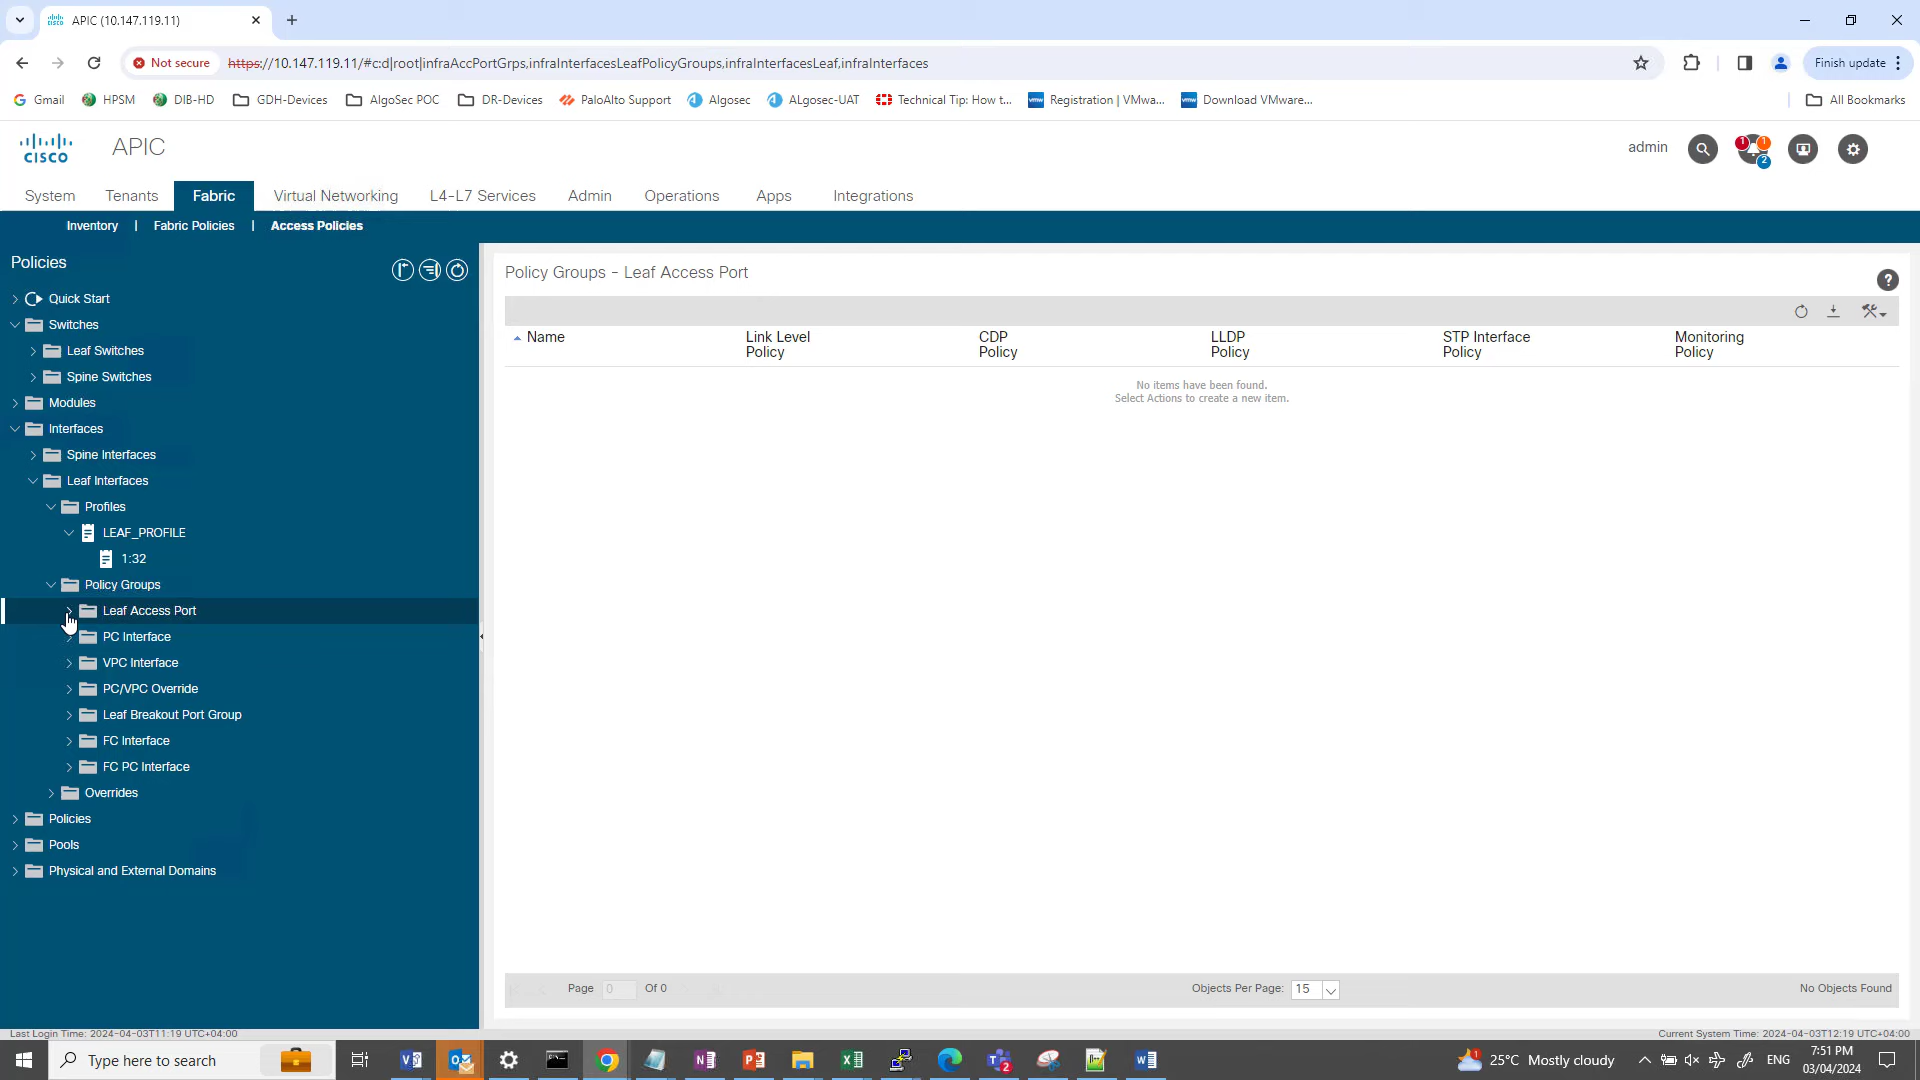 APIC (10.147.119.11)
Not secure https://10.147.119.11/#c:d|root|infraAccPortGrps,infraInterfacesLeafPolicyGroups,infraInterfacesLeaf,infraInterfaces
Finish update
Gmail HPSM DIB-HD GDH-Devices AlgoSec POC DR-Devices PaloAlto Support Algosec ALgosec-UAT Technical Tip: How t... Registration | VMwa... Download VMware... All Bookmarks
CISCO APIC
admin 1 1 2
System Tenants Fabric Virtual Networking L4-L7 Services Admin Operations Apps Integrations
Inventory | Fabric Policies | Access Policies
Policies
Quick Start
Switches
Leaf Switches
Spine Switches
Modules
Interfaces
Spine Interfaces
Leaf Interfaces
Profiles
LEAF_PROFILE
1:32
Policy Groups
Leaf Access Port
PC Interface
VPC Interface
PC/VPC Override
Leaf Breakout Port Group
FC Interface
FC PC Interface
Overrides
Policies
Pools
Physical and External Domains
Policy Groups - Leaf Access Port
?
Name
Link Level Policy
CDP Policy
LLDP Policy
STP Interface Policy
Monitoring Policy
No items have been found.
Select Actions to create a new item.
Page 0 Of 0 Objects Per Page: 15 No Objects Found
Last Login Time: 2024-04-03T11:19 UTC+04:00
Current System Time: 2024-04-03T12:19 UTC+04:00
Type here to search
25°C Mostly cloudy
ENG
7:51 PM
03/04/2024